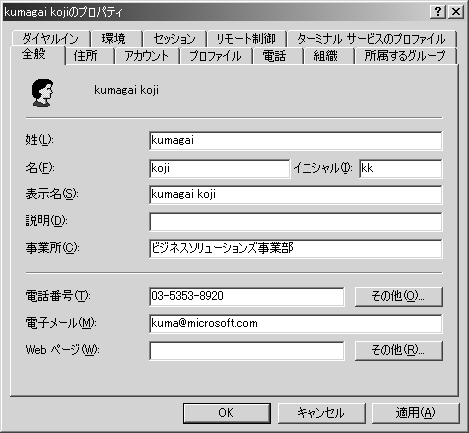 kumagai kojiのプロパティ
ダイヤルイン 環境 セッション リモート制御 ターミナル サービスのプロファイル
全般 住所 アカウント プロファイル 電話 組織 所属するグループ
kumagai koji
姓(L): kumagai
名(F): koji イニシャル(I): kk
表示名(S): kumagai koji
説明(D):
事業所(C): ビジネスソリューションズ事業部
電話番号(T): 03-5353-8920 その他(O)...
電子メール(M): kuma@microsoft.com
Web ページ(W): その他(R)...
OK キャンセル 適用(A)